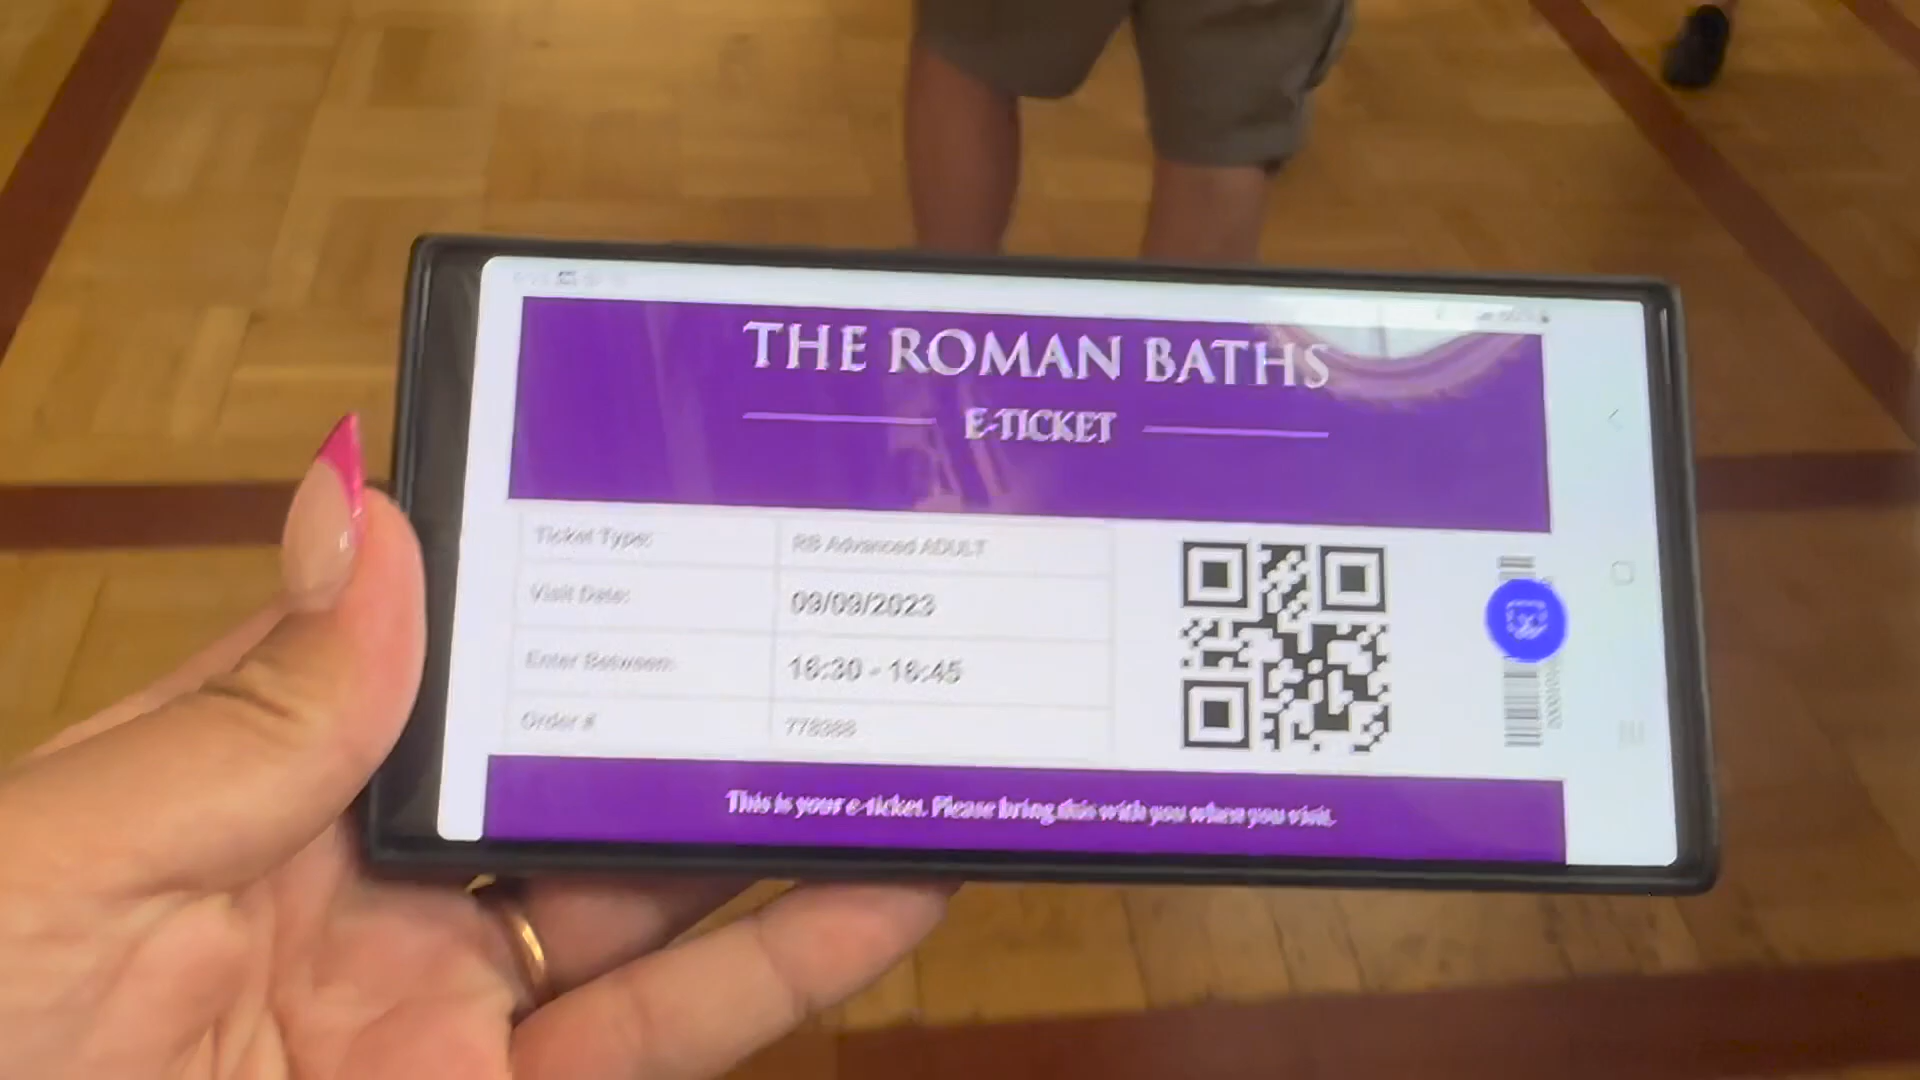 THE ROMAN BATHS
E-TICKET
Ticket Type: RB Advanced ADULT
Visit Date: 09/09/2023
Enter Between: 16:30 - 16:45
Order #
This is your e-ticket. Please bring this with you when you visit.